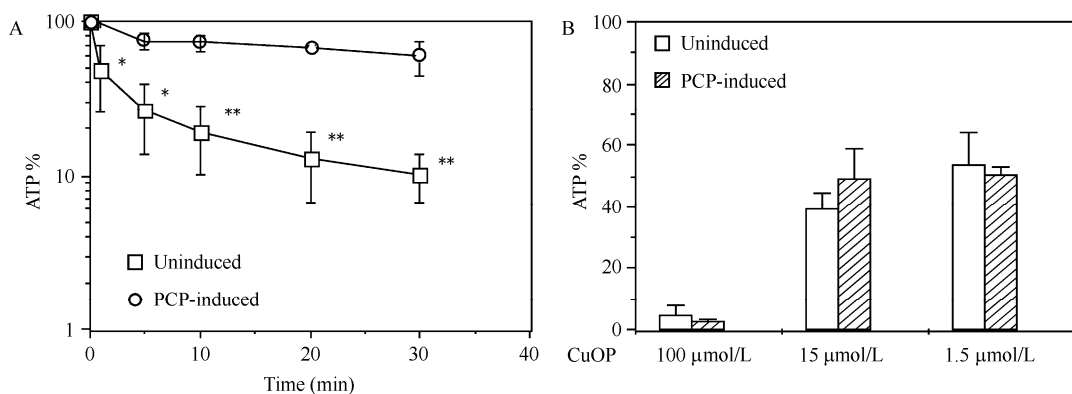 A
100
10
1
ATP %
*
*
**
**
**
Uninduced
PCP-induced
0
10
20
30
40
Time (min)
B
100
80
60
40
20
0
ATP %
Uninduced
PCP-induced
CuOP
100 μmol/L
15 μmol/L
1.5 μmol/L